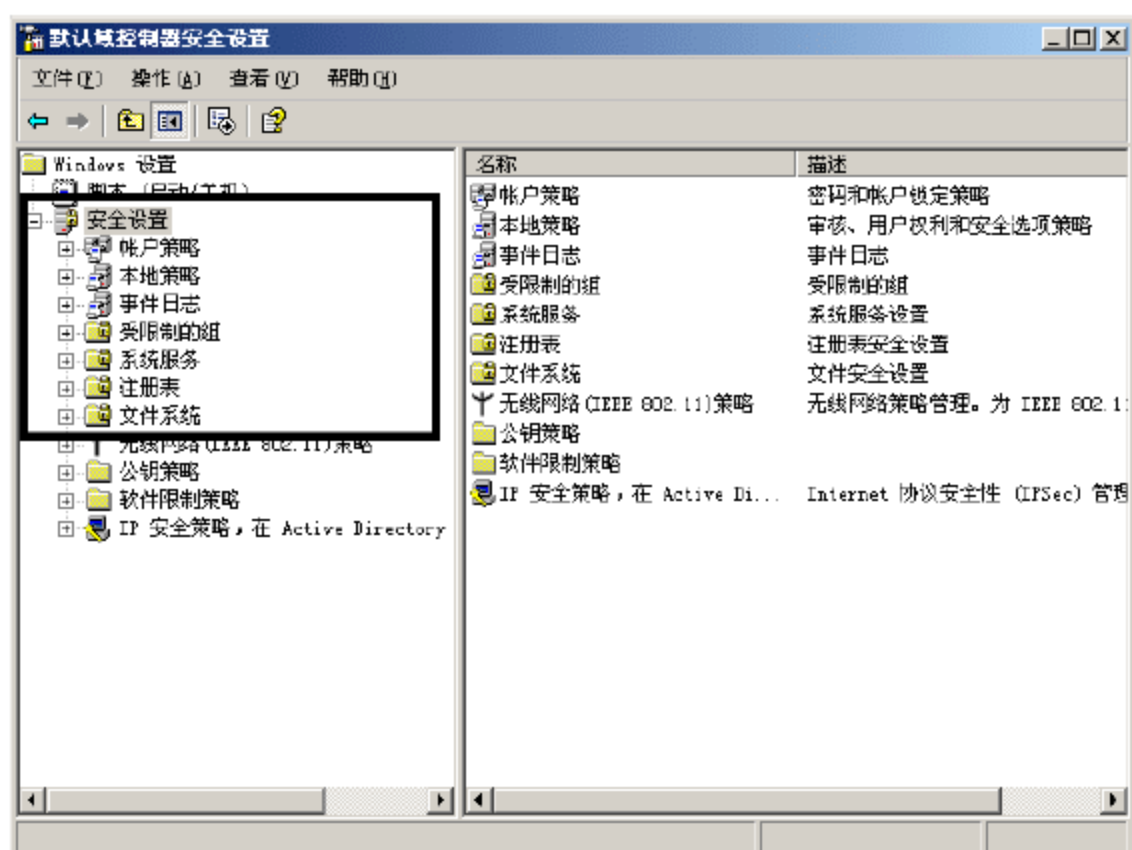 默认域控制器安全设置
文件(F) 操作(A) 查看(V) 帮助(H)
Windows 设置
脚本 (启动/关机)
安全设置
帐户策略
本地策略
事件日志
受限制的组
系统服务
注册表
文件系统
无线网络(IEEE 802.11)策略
公钥策略
软件限制策略
IP 安全策略，在 Active Directory
名称 描述
帐户策略 密码和帐户锁定策略
本地策略 审核、用户权利和安全选项策略
事件日志 事件日志
受限制的组 受限制的组
系统服务 系统服务设置
注册表 注册表安全设置
文件系统 文件安全设置
无线网络(IEEE 802.11)策略 无线网络策略管理。为 IEEE 802.1
公钥策略
软件限制策略
IP 安全策略，在 Active Di... Internet 协议安全性 (IPSec) 管理